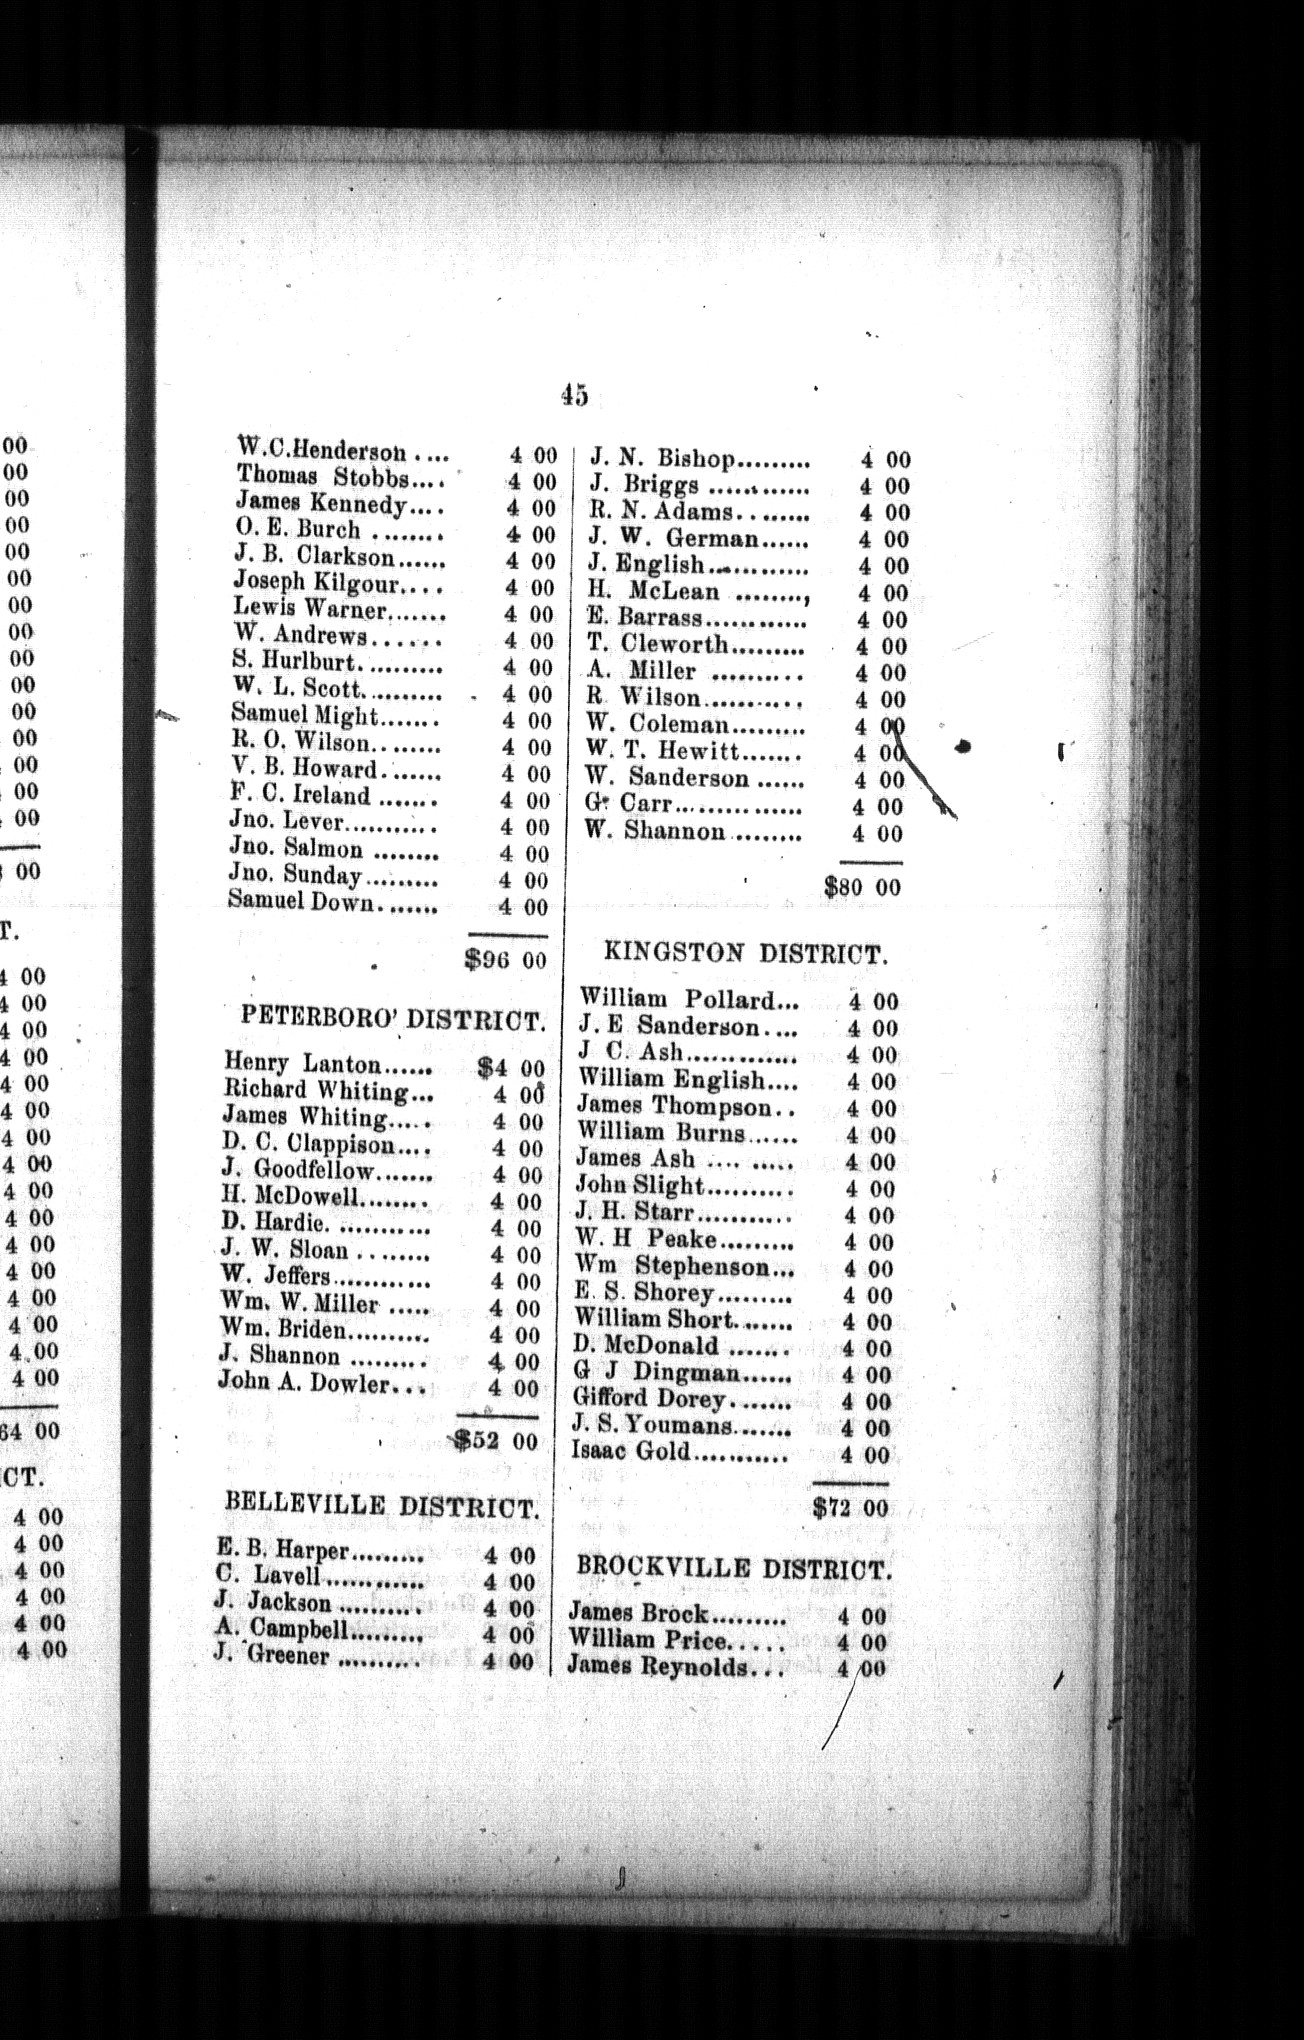 45
W.C.Henderson .... 4 00
Thomas Stobbs.... 4 00
James Kennedy.... 4 00
O. E. Burch ........ 4 00
J. B. Clarkson...... 4 00
Joseph Kilgour.... 4 00
Lewis Warner....... 4 00
W. Andrews...... 4 00
S. Hurlburt.......... 4 00
W. L. Scott.......... 4 00
Samuel Might....... 4 00
R. O. Wilson........ 4 00
V. B. Howard....... 4 00
F. C. Ireland ....... 4 00
Jno. Lever........... 4 00
Jno. Salmon ........ 4 00
Jno. Sunday......... 4 00
Samuel Down....... 4 00
$96 00
PETERBORO' DISTRICT.
Henry Lanton...... $4 00
Richard Whiting... 4 00
James Whiting..... 4 00
D. C. Clappison.... 4 00
J. Goodfellow....... 4 00
H. McDowell........ 4 00
D. Hardie. ........... 4 00
J. W. Sloan ........ 4 00
W. Jeffers............ 4 00
Wm. W. Miller ..... 4 00
Wm. Briden.......... 4 00
J. Shannon ......... 4 00
John A. Dowler... 4 00
$52 00
BELLEVILLE DISTRICT.
E. B. Harper......... 4 00
C. Lavell............ 4 00
J. Jackson .......... 4 00
A. Campbell......... 4 00
J. Greener .......... 4 00
J. N. Bishop......... 4 00
J. Briggs ............ 4 00
R. N. Adams........ 4 00
J. W. German...... 4 00
J. English............ 4 00
H. McLean ........, 4 00
E. Barrass............ 4 00
T. Cleworth......... 4 00
A. Miller .......... 4 00
R Wilson........... 4 00
W. Coleman......... 4 00
W. T. Hewitt....... 4 00
W. Sanderson ...... 4 00
G. Carr............... 4 00
W. Shannon ........ 4 00
$80 00
KINGSTON DISTRICT.
William Pollard... 4 00
J. E Sanderson.... 4 00
J C. Ash............. 4 00
William English.... 4 00
James Thompson.. 4 00
William Burns...... 4 00
James Ash .... ..... 4 00
John Slight.......... 4 00
J. H. Starr........... 4 00
W. H Peake......... 4 00
Wm Stephenson... 4 00
E. S. Shorey......... 4 00
William Short....... 4 00
D. McDonald ....... 4 00
G J Dingman...... 4 00
Gifford Dorey....... 4 00
J. S. Youmans....... 4 00
Isaac Gold........... 4 00
$72 00
BROCKVILLE DISTRICT.
James Brock......... 4 00
William Price..... 4 00
James Reynolds... 4 00